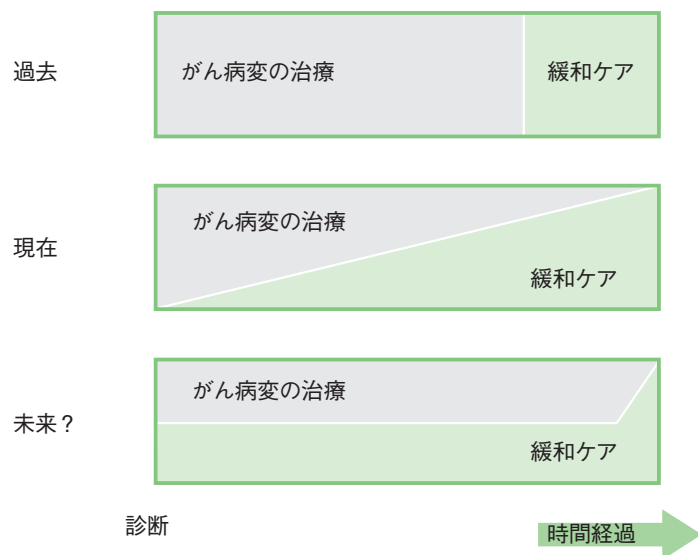 過去
がん病変の治療
緩和ケア
現在
がん病変の治療
緩和ケア
未来？
がん病変の治療
緩和ケア
診断
時間経過